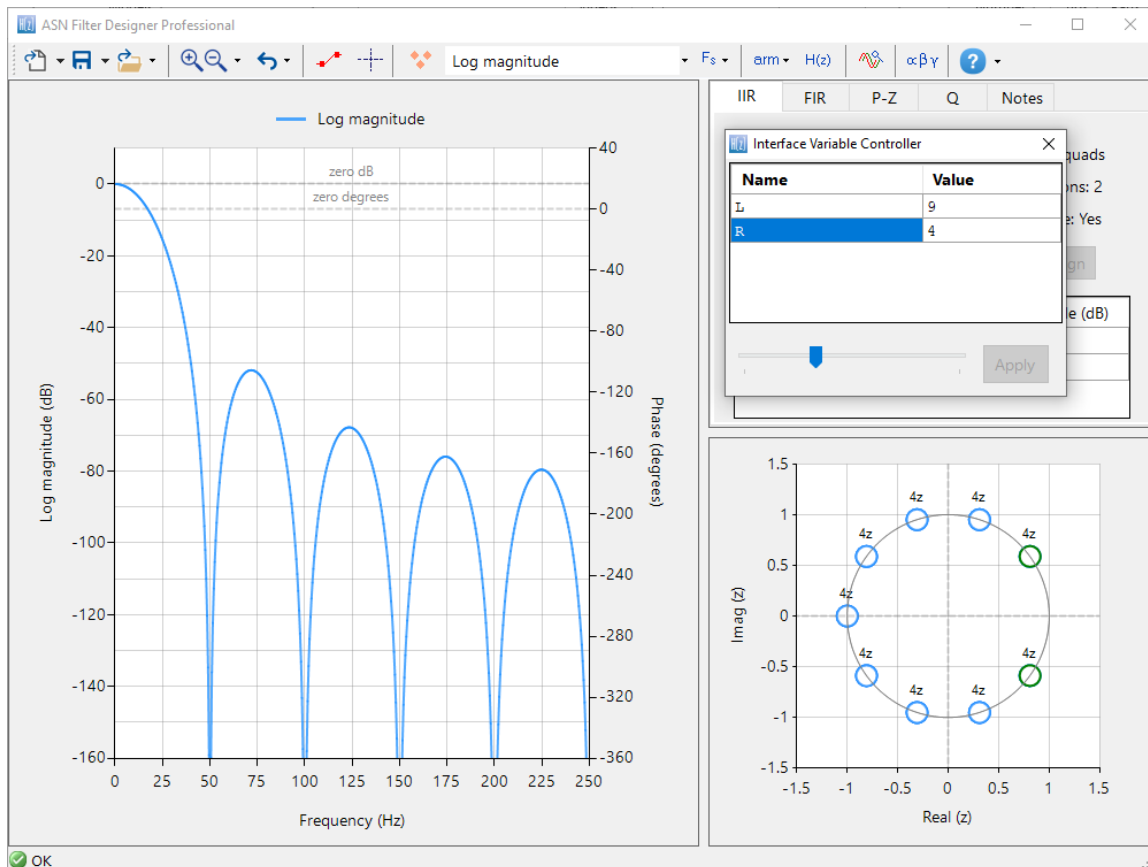 ASN Filter Designer Professional
Log magnitude
Fs
arm
H(z)
αβγ
?
Log magnitude
zero dB
zero degrees
0
-20
-40
-60
-80
-100
-120
-140
-160
Log magnitude (dB)
40
0
-40
-80
-120
-160
-200
-240
-280
-320
-360
Phase (degrees)
0 25 50 75 100 125 150 175 200 225 250
Frequency (Hz)
IIR FIR P-Z Q Notes
Interface Variable Controller
Name Value
L 9
R 4
Apply
quads
ons: 2
e: Yes
gn
le (dB)
1.5
1
0.5
0
-0.5
-1
-1.5
Imag (z)
4z 4z
4z 4z
4z
4z 4z
4z 4z
-1.5 -1 -0.5 0 0.5 1 1.5
Real (z)
OK